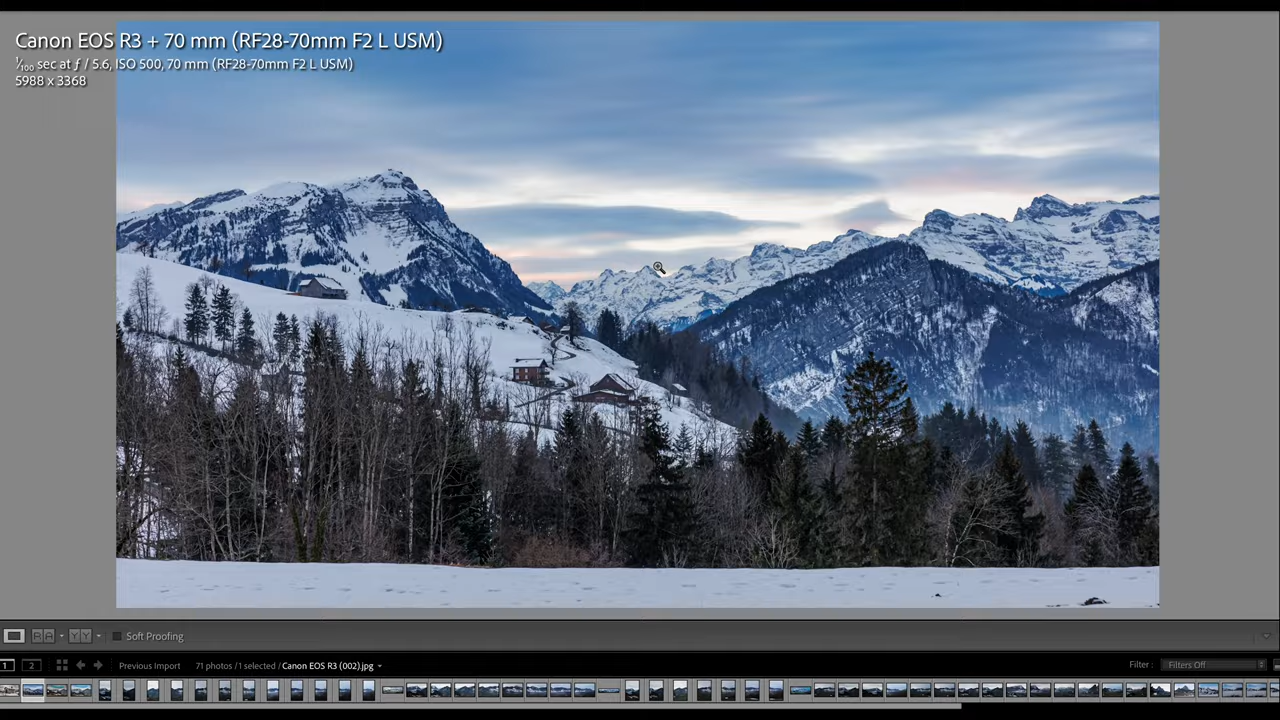 Canon EOS R3 + 70 mm (RF28-70mm F2 L USM)
1/100 sec at ƒ / 5.6, ISO 500, 70 mm (RF28-70mm F2 L USM)
5988 x 3368
R A Y Y Soft Proofing
1 2 Previous Import 71 photos / 1 selected / Canon EOS R3 (002).jpg Filter : Filters Off